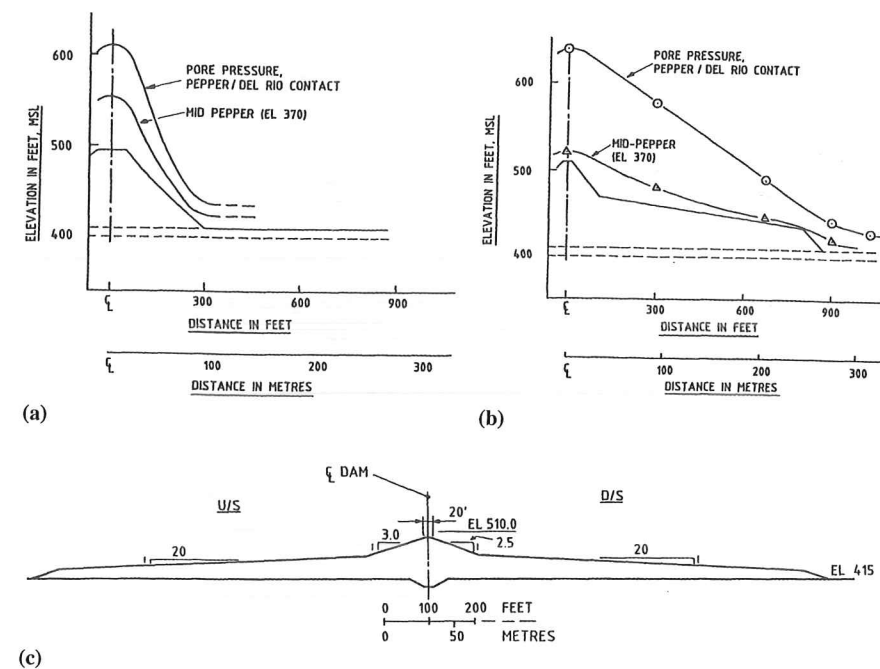 600
500
400
ELEVATION IN FEET, MSL
PORE PRESSURE,
PEPPER/DEL RIO CONTACT
MID PEPPER (EL 370)
℄ 300 600 900
DISTANCE IN FEET
℄ 100 200 300
DISTANCE IN METRES
(a)
600
500
400
ELEVATION IN FEET, MSL
PORE PRESSURE,
PEPPER/DEL RIO CONTACT
MID-PEPPER
(EL 370)
℄ 300 600 900
DISTANCE IN FEET
℄ 100 200 300
DISTANCE IN METRES
(b)
℄ DAM
U/S
D/S
20'
EL 510.0
1 3.0
1 2.5
1 20
20 1
EL 415
0 100 200 FEET
0 50 METRES
(c)